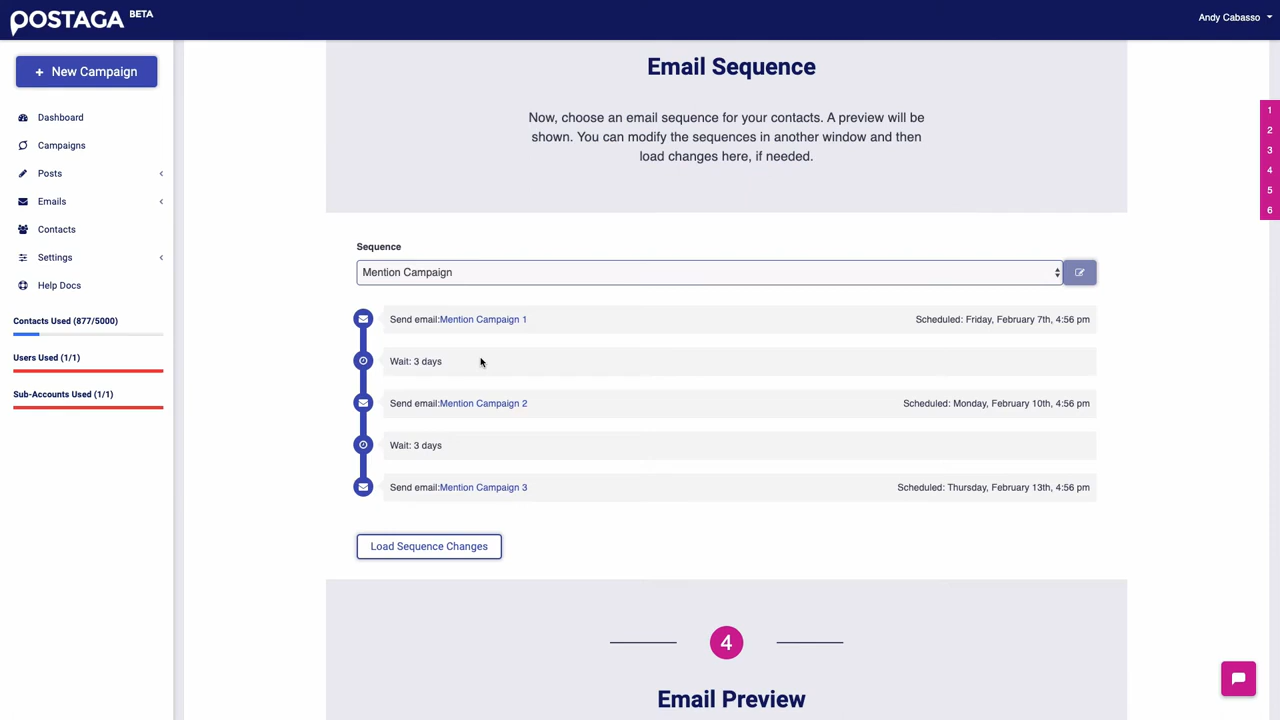 POSTAGA BETA
Andy Cabasso
+ New Campaign
Dashboard
Campaigns
Posts
Emails
Contacts
Settings
Help Docs
Contacts Used (877/5000)
Users Used (1/1)
Sub-Accounts Used (1/1)
Email Sequence
Now, choose an email sequence for your contacts. A preview will be
shown. You can modify the sequences in another window and then
load changes here, if needed.
Sequence
Mention Campaign
Send email:Mention Campaign 1 Scheduled: Friday, February 7th, 4:56 pm
Wait: 3 days
Send email:Mention Campaign 2 Scheduled: Monday, February 10th, 4:56 pm
Wait: 3 days
Send email:Mention Campaign 3 Scheduled: Thursday, February 13th, 4:56 pm
Load Sequence Changes
4
Email Preview
1
2
3
4
5
6